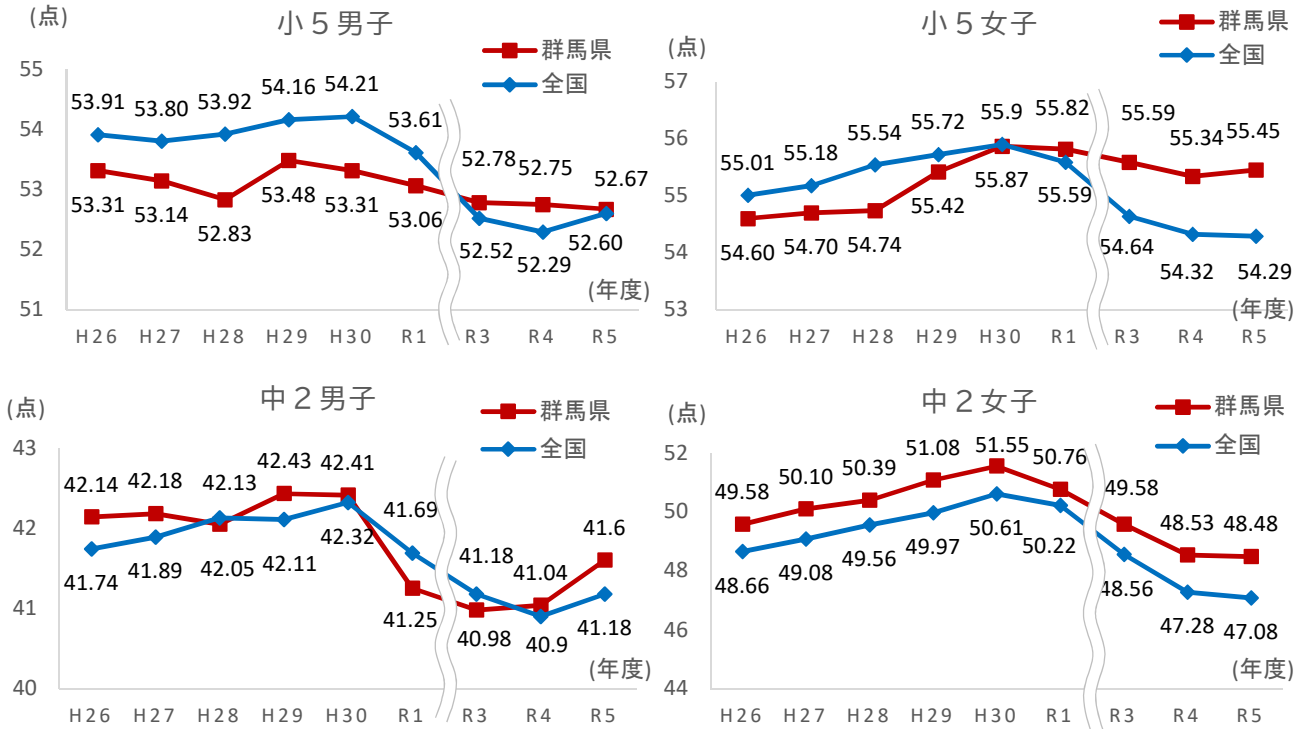 小５男子
(点)
群馬県
全国
55
54
53
52
51
53.91 53.80 53.92 54.16 54.21 53.61 52.78 52.75 52.67
53.31 53.14 52.83 53.48 53.31 53.06 52.52 52.29 52.60
(年度)
H26 H27 H28 H29 H30 R1 R3 R4 R5
小５女子
(点)
群馬県
全国
57
56
55
54
53
55.01 55.18 55.54 55.72 55.9 55.82 55.59 55.34 55.45
54.60 54.70 54.74 55.42 55.87 55.59 54.64 54.32 54.29
(年度)
H26 H27 H28 H29 H30 R1 R3 R4 R5
中２男子
(点)
群馬県
全国
43
42
41
40
42.14 42.18 42.13 42.43 42.41 41.69 41.18 41.04 41.6
41.74 41.89 42.05 42.11 42.32 41.25 40.98 40.9 41.18
(年度)
H26 H27 H28 H29 H30 R1 R3 R4 R5
中２女子
(点)
群馬県
全国
52
50
48
46
44
49.58 50.10 50.39 51.08 51.55 50.76 49.58 48.53 48.48
48.66 49.08 49.56 49.97 50.61 50.22 48.56 47.28 47.08
(年度)
H26 H27 H28 H29 H30 R1 R3 R4 R5